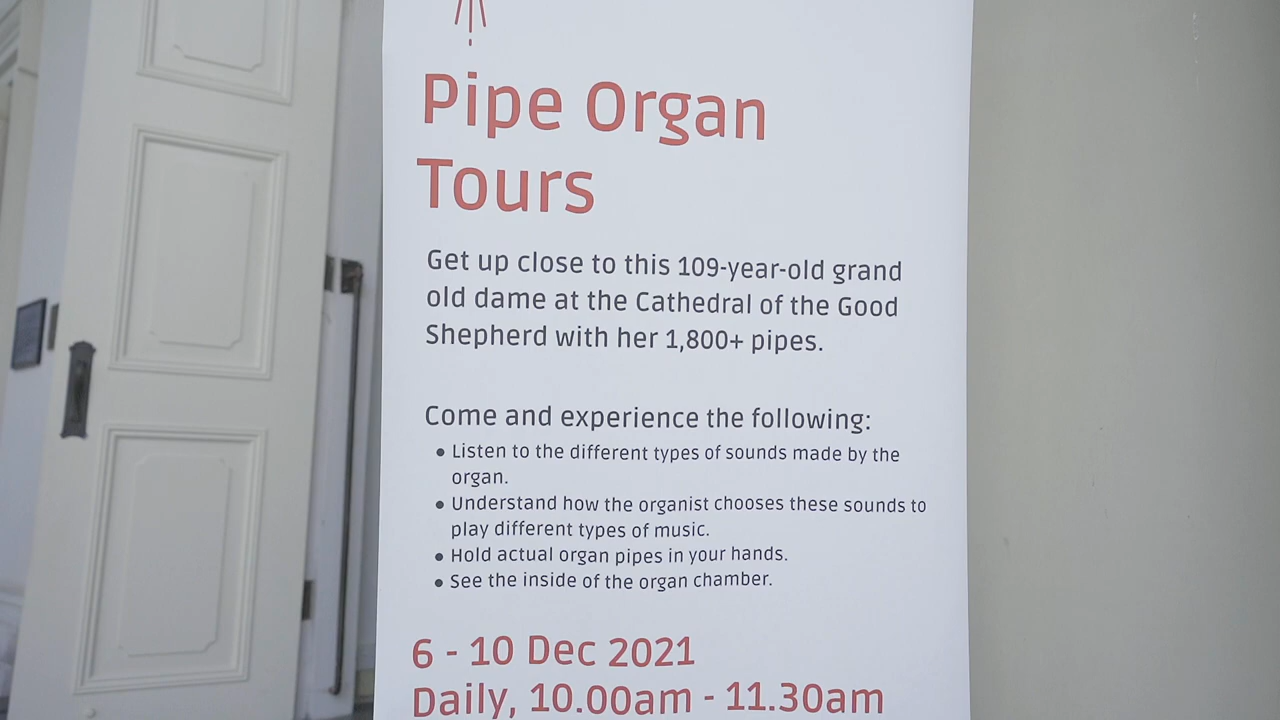 Pipe Organ
Tours
Get up close to this 109-year-old grand
old dame at the Cathedral of the Good
Shepherd with her 1,800+ pipes.
Come and experience the following:
• Listen to the different types of sounds made by the
organ.
• Understand how the organist chooses these sounds to
play different types of music.
• Hold actual organ pipes in your hands.
• See the inside of the organ chamber.
6 - 10 Dec 2021
Daily, 10.00am - 11.30am